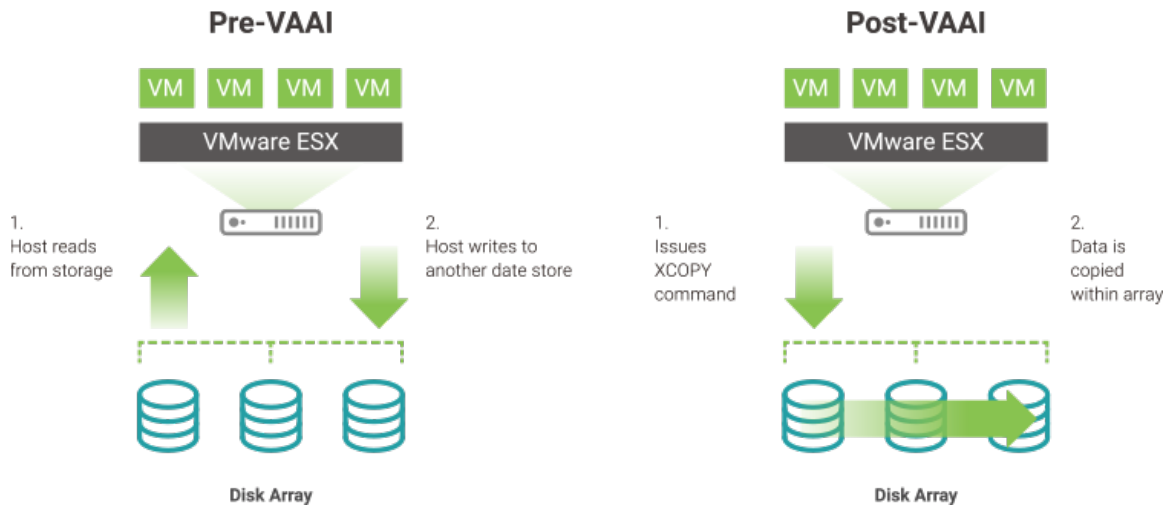 Pre-VAAI
VM VM VM VM
VMware ESX
1.
Host reads
from storage
2.
Host writes to
another date store
Disk Array
Post-VAAI
VM VM VM VM
VMware ESX
1.
Issues
XCOPY
command
2.
Data is
copied
within array
Disk Array